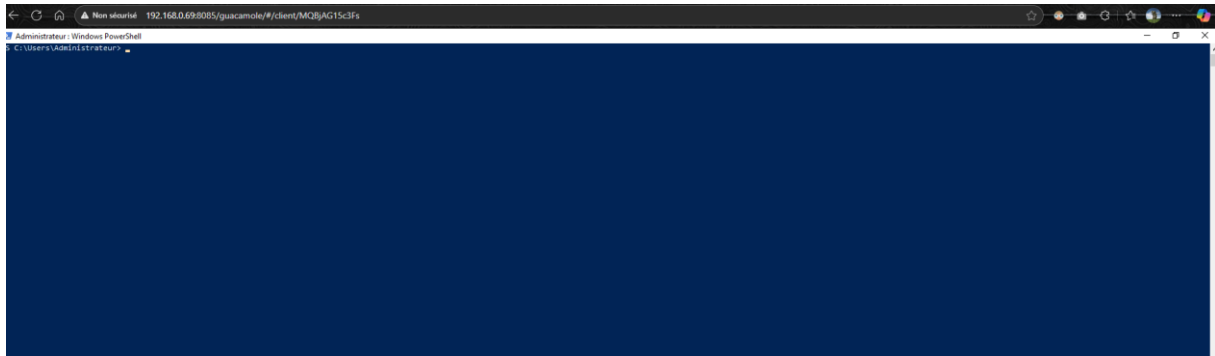 Non sécurisé 192.168.0.69:8085/guacamole/#/client/MQBjAG15c3Fs
Administrateur : Windows PowerShell
S C:\Users\Administrateur>